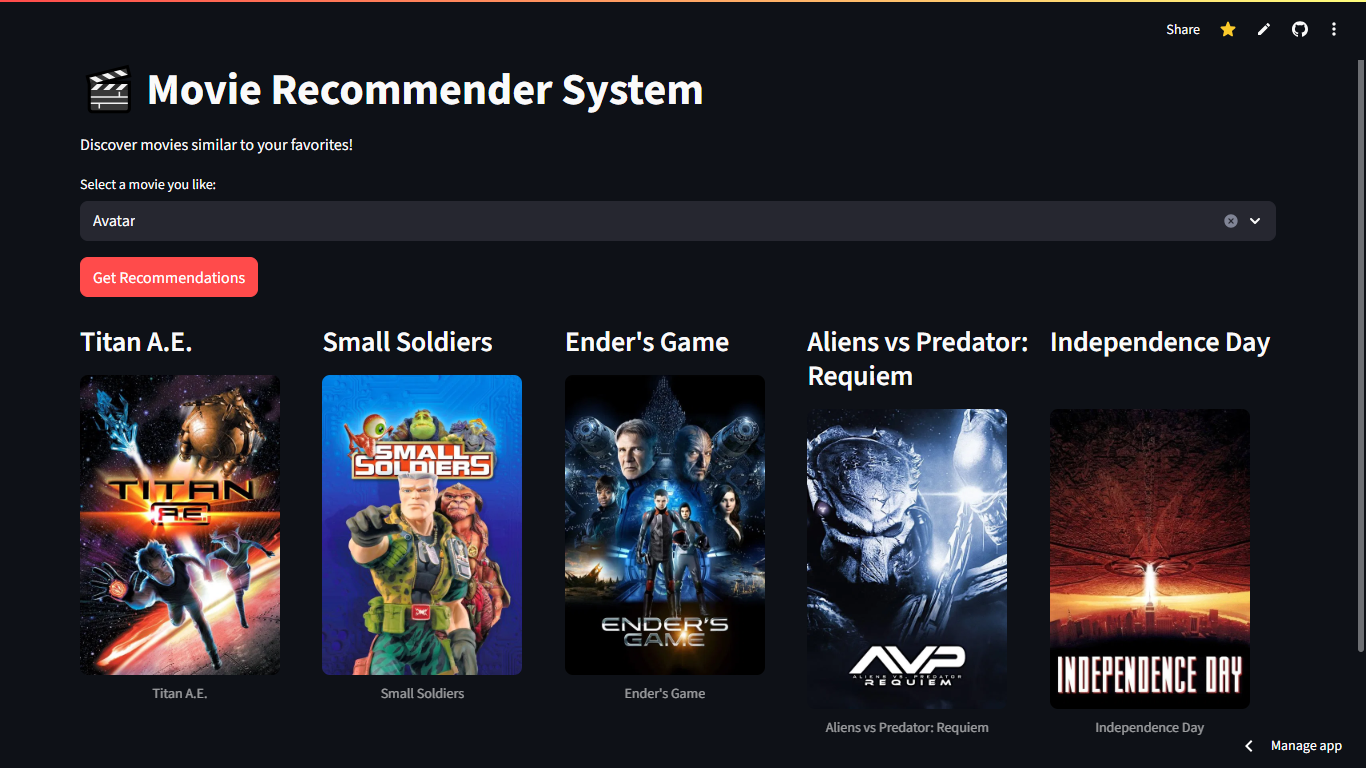 Share
Movie Recommender System
Discover movies similar to your favorites!
Select a movie you like:
Avatar
Get Recommendations
Titan A.E.
Small Soldiers
Ender's Game
Aliens vs Predator:
Requiem
Independence Day
TITAN
A.E.
SMALL
SOLDIERS
ENDER'S
GAME
AVP
ALIENS VS. PREDATOR
REQUIEM
INDEPENDENCE DAY
Titan A.E.
Small Soldiers
Ender's Game
Aliens vs Predator: Requiem
Independence Day
Manage app